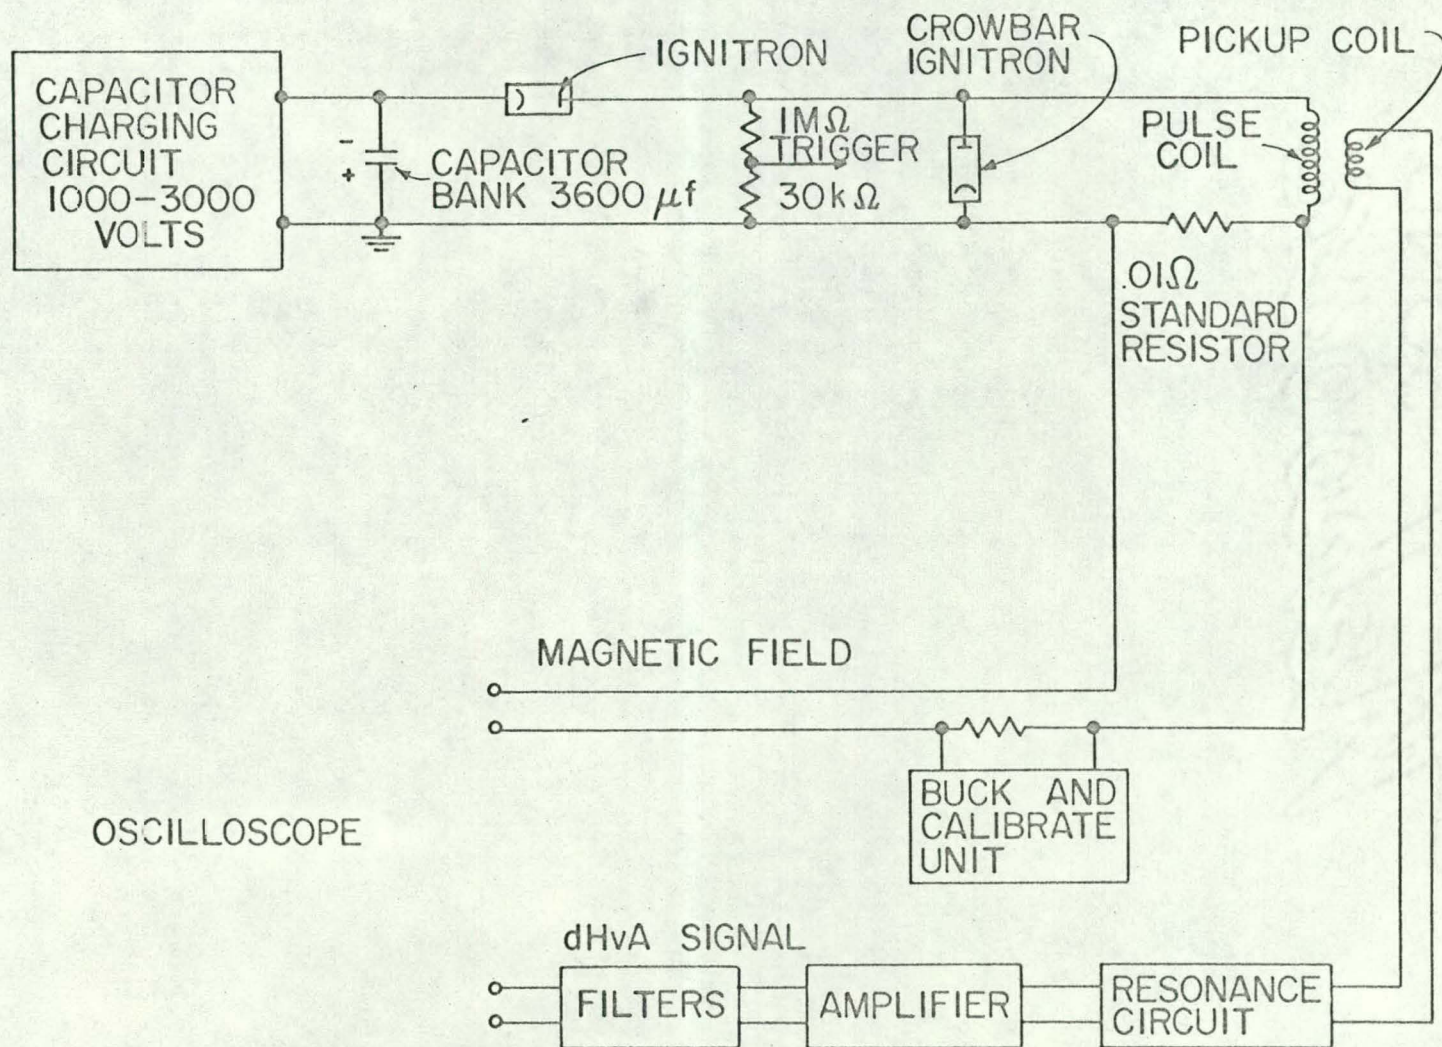 CAPACITOR
CHARGING
CIRCUIT
1000-3000
VOLTS
-
+
CAPACITOR
BANK 3600 μf
IGNITRON
1MΩ
TRIGGER
30kΩ
CROWBAR
IGNITRON
PICKUP COIL
PULSE
COIL
.01Ω
STANDARD
RESISTOR
MAGNETIC FIELD
BUCK AND
CALIBRATE
UNIT
OSCILLOSCOPE
dHvA SIGNAL
FILTERS
AMPLIFIER
RESONANCE
CIRCUIT